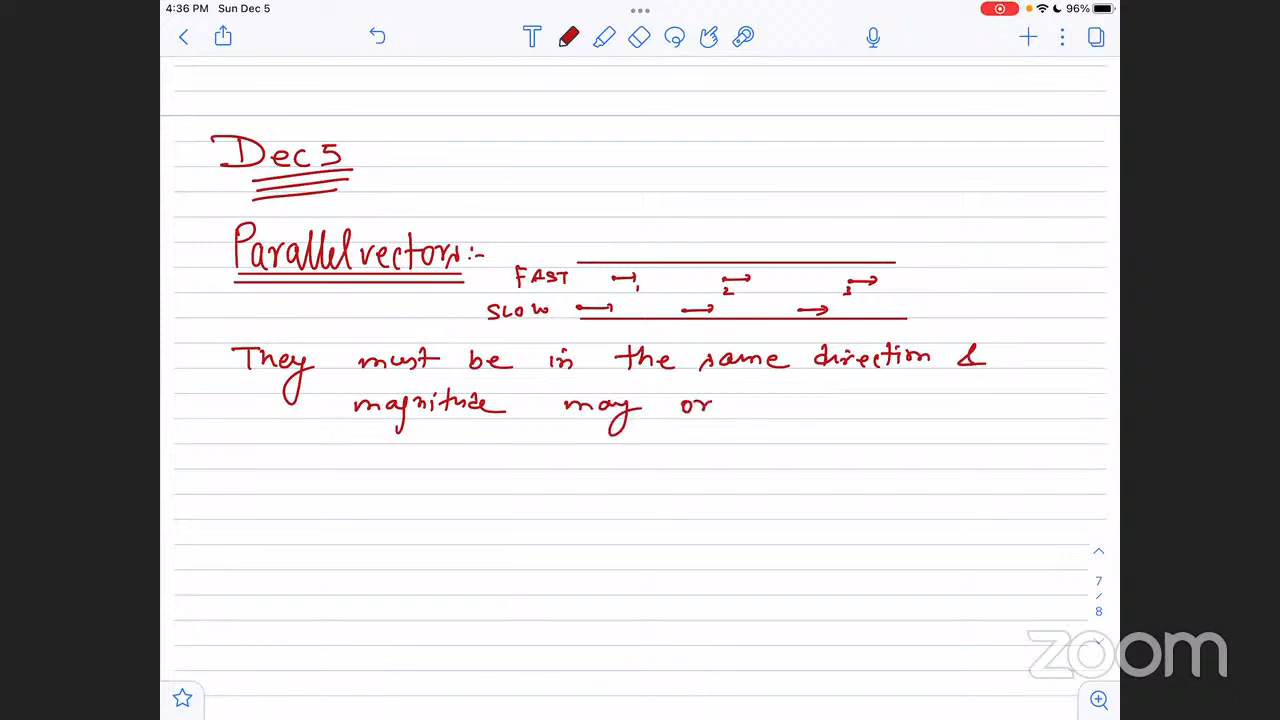 4:36 PM Sun Dec 5
96%
Dec 5
Parallel vectors :-
FAST 1 2 3
SLOW
They must be in the same direction &
magnitude may or
7
/
8
zoom